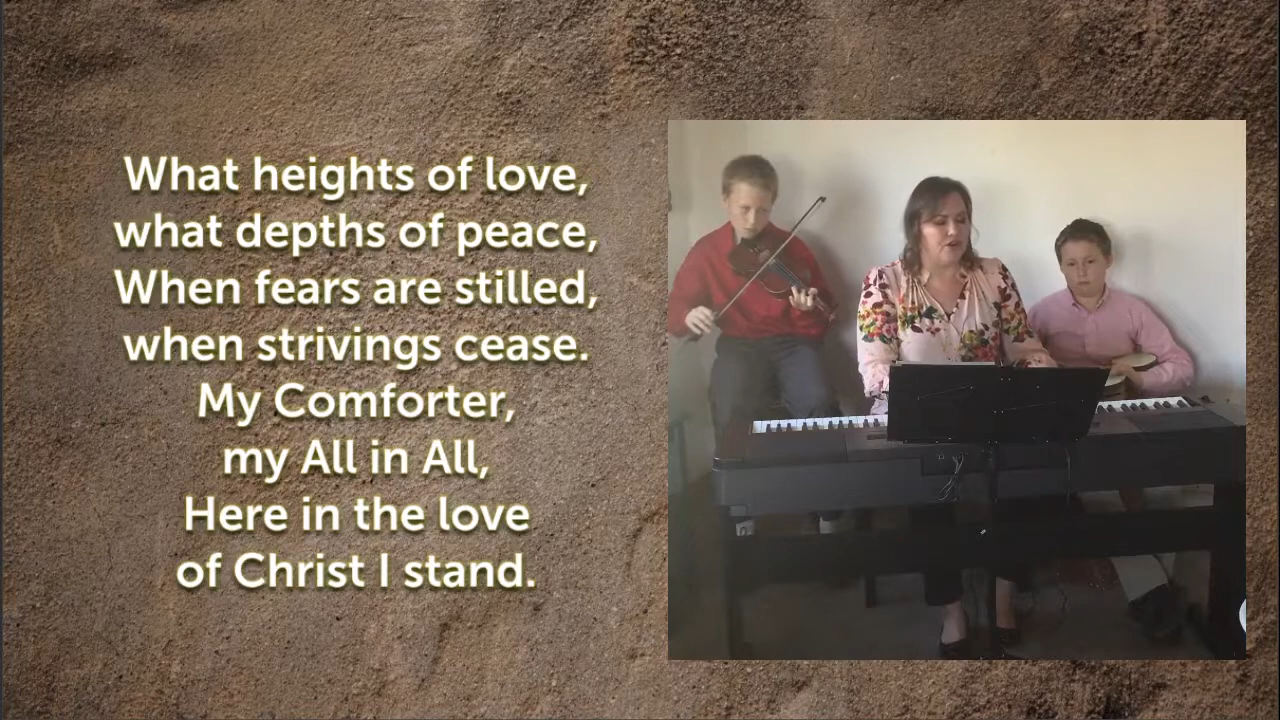 What heights of love,
what depths of peace,
When fears are stilled,
when strivings cease.
My Comforter,
my All in All,
Here in the love
of Christ I stand.